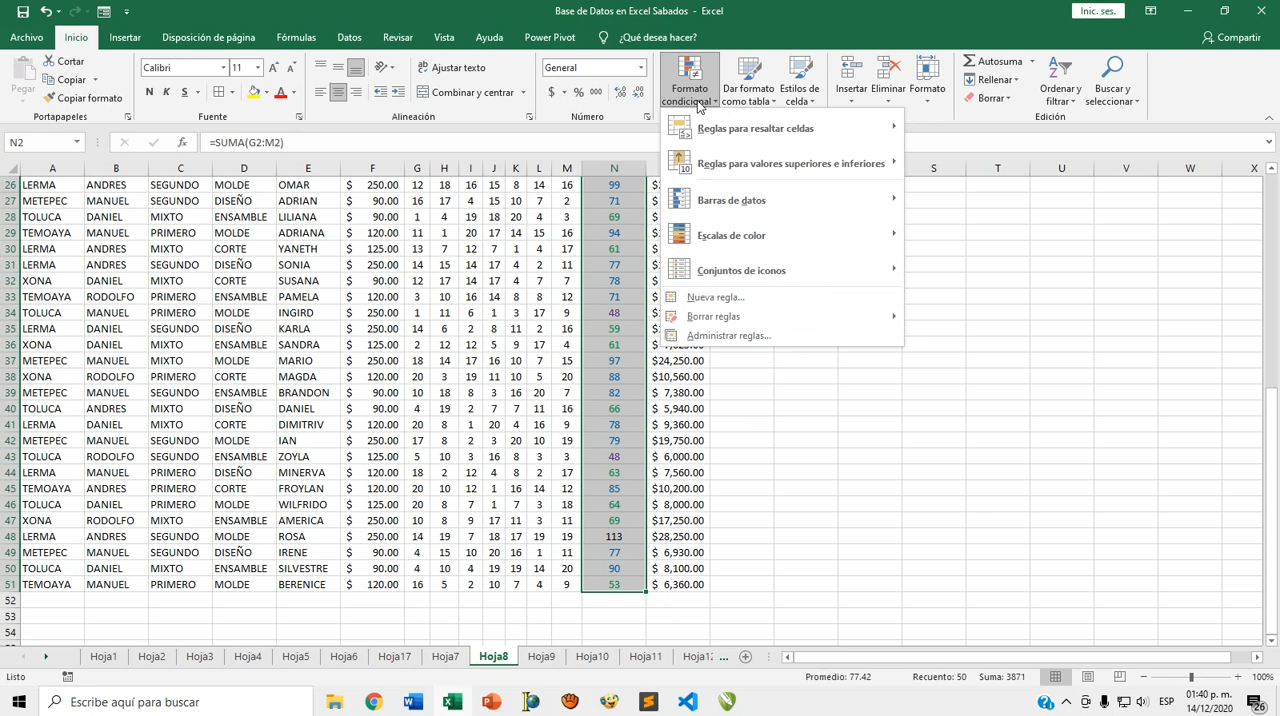 Base de Datos en Excel Sabados - Excel
Inic. ses.
Archivo Inicio Insertar Disposición de página Fórmulas Datos Revisar Vista Ayuda Power Pivot ¿Qué desea hacer? Compartir
Pegar
Cortar
Copiar
Copiar formato
Portapapeles
Calibri 11 A A
N K S A
Fuente
Ajustar texto
Combinar y centrar
Alineación
General
$ % 000
Número
Formato condicional
Dar formato como tabla
Estilos de celda
Insertar Eliminar Formato
Autosuma
Rellenar
Borrar
Ordenar y filtrar
Buscar y seleccionar
Edición
Reglas para resaltar celdas
Reglas para valores superiores e inferiores
Barras de datos
Escalas de color
Conjuntos de iconos
Nueva regla...
Borrar reglas
Administrar reglas...
N2 fx =SUMA(G2:M2)
A B C D E F G H I J K L M N S T U V W X
26 LERMA ANDRES SEGUNDO MOLDE OMAR $ 250.00 12 18 16 15 8 14 16 99
27 METEPEC MANUEL SEGUNDO DISEÑO ADRIAN $ 90.00 16 17 4 15 10 7 2 71
28 TOLUCA DANIEL MIXTO ENSAMBLE LILIANA $ 90.00 1 4 19 18 20 4 3 69
29 TEMOAYA MANUEL PRIMERO MOLDE ADRIANA $ 250.00 11 1 20 17 14 15 16 94
30 LERMA ANDRES MIXTO CORTE YANETH $ 125.00 13 7 12 7 1 4 17 61
31 LERMA ANDRES SEGUNDO DISEÑO SONIA $ 250.00 14 15 14 17 4 2 11 77
32 XONA DANIEL MIXTO CORTE SUSANA $ 90.00 12 17 14 17 4 7 7 78
33 TEMOAYA RODOLFO PRIMERO ENSAMBLE PAMELA $ 120.00 3 10 16 14 8 8 12 71
34 TOLUCA MANUEL PRIMERO MOLDE INGIRD $ 250.00 1 11 6 1 3 17 9 48
35 LERMA DANIEL SEGUNDO DISEÑO KARLA $ 250.00 14 6 2 8 11 2 16 59
36 XONA DANIEL MIXTO CORTE SANDRA $ 125.00 2 12 12 5 9 17 4 61
37 METEPEC MANUEL MIXTO MOLDE MARIO $ 250.00 18 14 17 16 10 7 15 97 $24,250.00
38 XONA RODOLFO PRIMERO CORTE MAGDA $ 120.00 9 12 11 10 5 20 88 $10,560.00
39 METEPEC MANUEL SEGUNDO ENSAMBLE BRANDON $ 90.00 10 18 8 3 16 20 7 82 $ 7,380.00
40 TOLUCA ANDRES MIXTO DISEÑO DANIEL $ 90.00 4 19 2 7 7 11 16 66 $ 5,940.00
41 LERMA DANIEL MIXTO CORTE DIMITRIV $ 120.00 20 8 1 20 4 16 9 78 $ 9,360.00
42 METEPEC MANUEL SEGUNDO MOLDE IAN $ 250.00 17 8 2 3 20 10 19 79 $19,750.00
43 TOLUCA RODOLFO SEGUNDO ENSAMBLE ZOYLA $ 125.00 5 10 3 16 8 3 3 48 $ 6,000.00
44 LERMA MANUEL PRIMERO DISEÑO MINERVA $ 120.00 18 2 12 4 8 2 17 63 $ 7,560.00
45 TEMOAYA ANDRES PRIMERO CORTE FROYLAN $ 120.00 20 10 12 1 16 14 12 85 $10,200.00
46 TOLUCA DANIEL PRIMERO MOLDE WILFRIDO $ 125.00 20 8 7 1 7 3 18 64 $ 8,000.00
47 XONA RODOLFO MIXTO ENSAMBLE AMERICA $ 250.00 10 8 9 17 11 3 11 69 $17,250.00
48 LERMA ANDRES SEGUNDO MOLDE ROSA $ 250.00 14 19 7 18 17 19 19 113 $28,250.00
49 METEPEC MANUEL SEGUNDO DISEÑO IRENE $ 90.00 4 15 10 20 16 1 11 77 $ 6,930.00
50 TOLUCA DANIEL MIXTO ENSAMBLE SILVESTRE $ 90.00 4 10 4 19 19 14 20 90 $ 8,100.00
51 TEMOAYA MANUEL PRIMERO MOLDE BERENICE $ 120.00 16 5 2 10 7 4 9 53 $ 6,360.00
52
53
54
Hoja1 Hoja2 Hoja3 Hoja4 Hoja5 Hoja6 Hoja17 Hoja7 Hoja8 Hoja9 Hoja10 Hoja11 Hoja12 ...
Listo Promedio: 77.42 Recuento: 50 Suma: 3871 100%
Escribe aquí para buscar
ESP
01:40 p. m.
14/12/2020
26